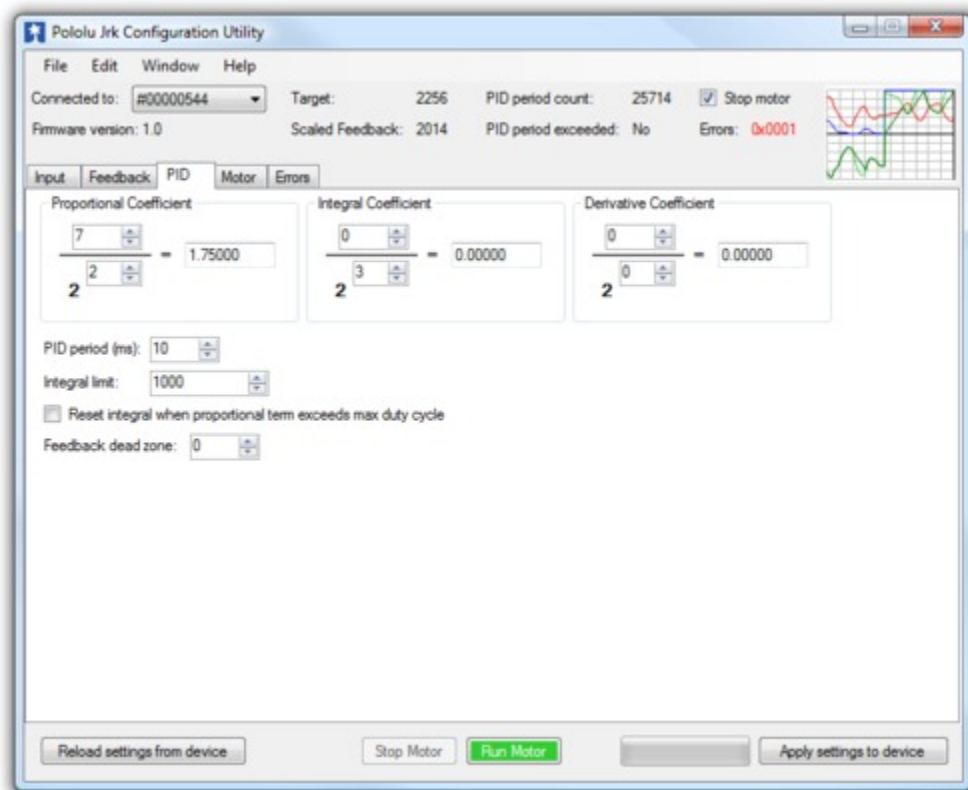 Pololu Jrk Configuration Utility
File Edit Window Help
Connected to: #00000544 Target: 2256 PID period count: 25714 Stop motor
Firmware version: 1.0 Scaled Feedback: 2014 PID period exceeded: No Errors: 0x0001
Input Feedback PID Motor Errors
Proportional Coefficient Integral Coefficient Derivative Coefficient
7 0 0
= 1.75000 = 0.00000 = 0.00000
2 3 0
2 2 2
PID period (ms): 10
Integral limit: 1000
Reset integral when proportional term exceeds max duty cycle
Feedback dead zone: 0
Reload settings from device Stop Motor Run Motor Apply settings to device